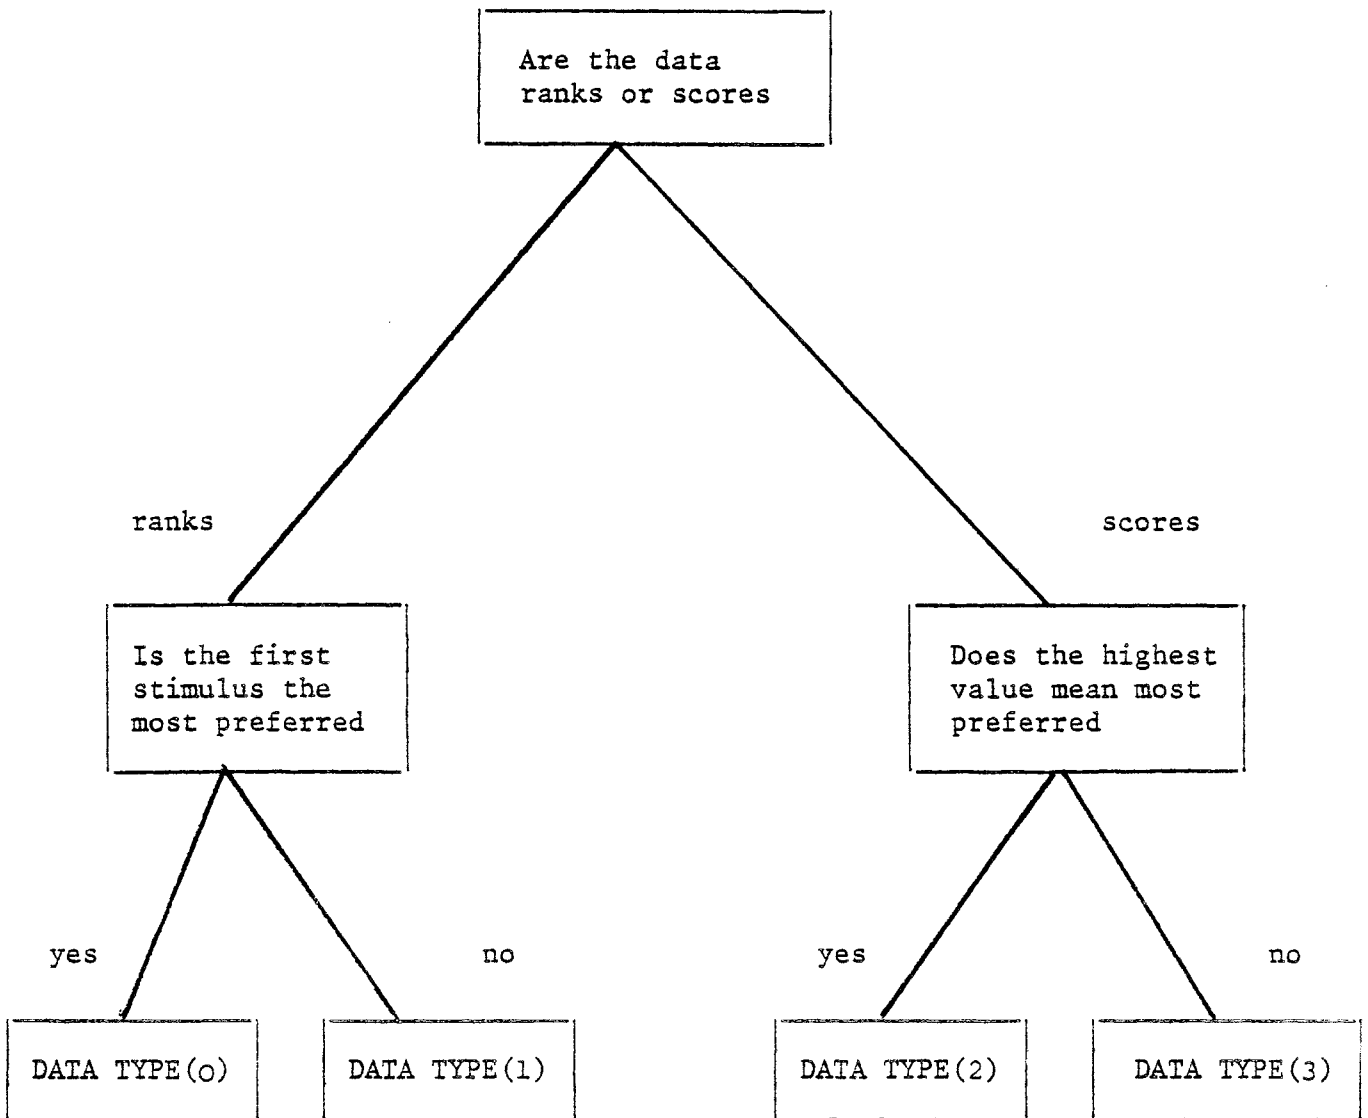 Are the data
ranks or scores
ranks
scores
Is the first
stimulus the
most preferred
Does the highest
value mean most
preferred
yes
no
yes
no
DATA TYPE(o)
DATA TYPE(1)
DATA TYPE(2)
DATA TYPE(3)